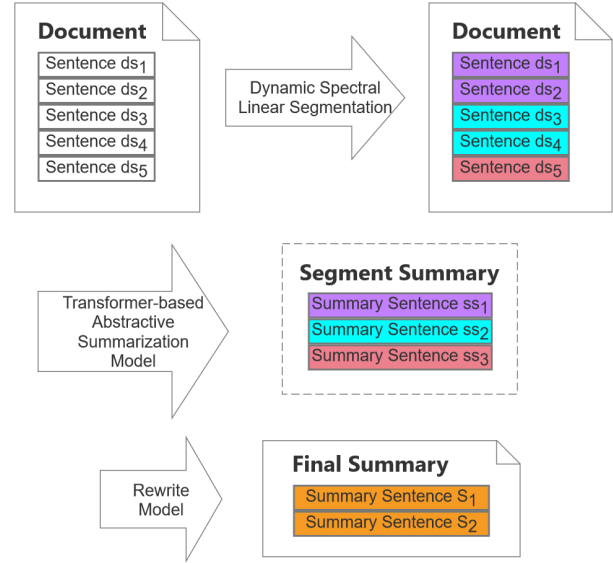 Document
Sentence ds1
Sentence ds2
Sentence ds3
Sentence ds4
Sentence ds5
Dynamic Spectral
Linear Segmentation
Document
Sentence ds1
Sentence ds2
Sentence ds3
Sentence ds4
Sentence ds5
Transformer-based
Abstractive
Summarization
Model
Segment Summary
Summary Sentence ss1
Summary Sentence ss2
Summary Sentence ss3
Rewrite
Model
Final Summary
Summary Sentence S1
Summary Sentence S2